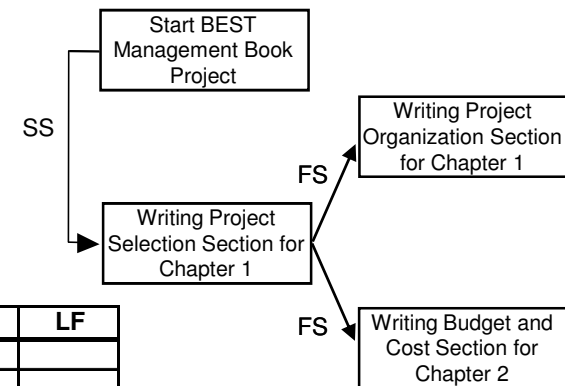 Start BEST
Management Book
Project
SS
Writing Project
Organization Section
for Chapter 1
FS
Writing Project
Selection Section for
Chapter 1
FS
Writing Budget and
Cost Section for
Chapter 2
LF